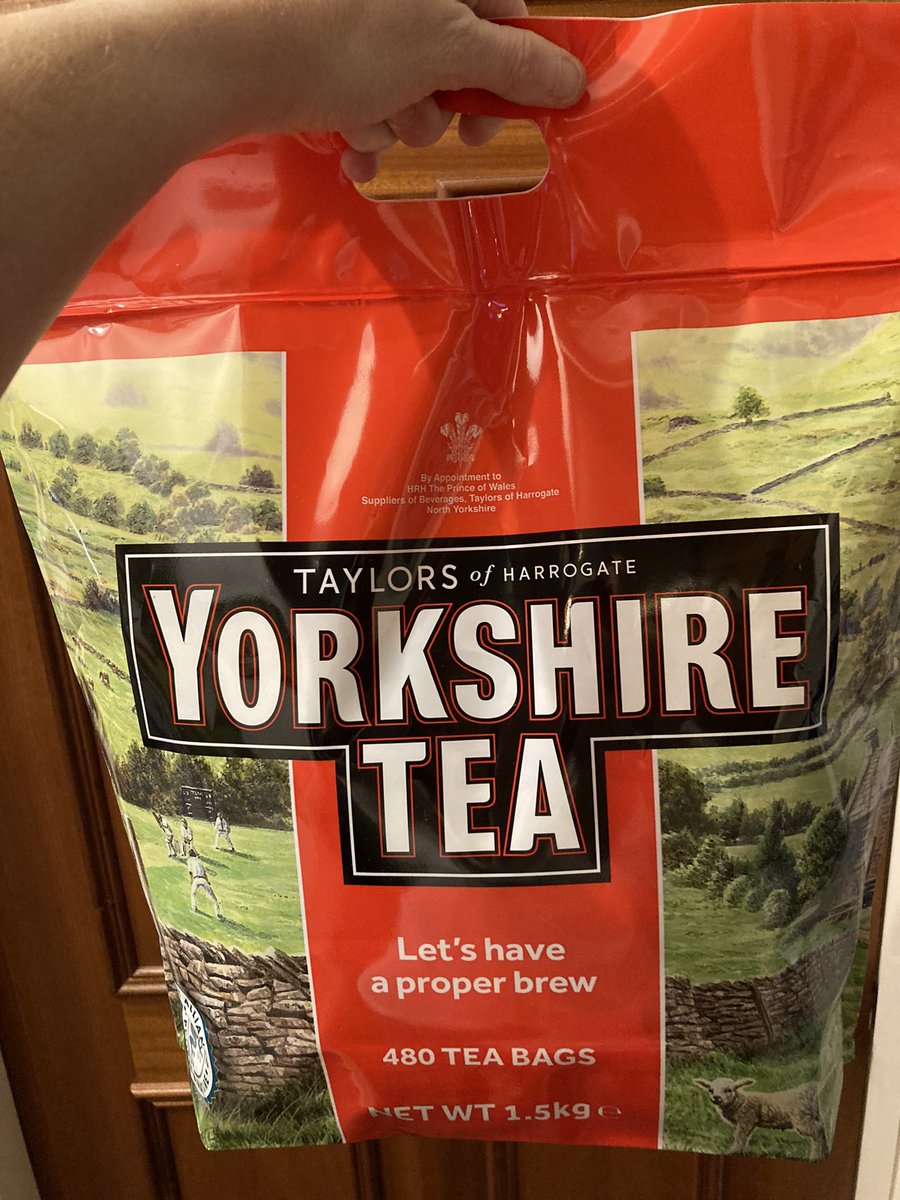 By Appointment to
HRH The Prince of Wales
Suppliers of Beverages, Taylors of Harrogate
North Yorkshire
TAYLORS of HARROGATE
YORKSHIRE
TEA
Let's have
a proper brew
480 TEA BAGS
NET WT 1.5kg e